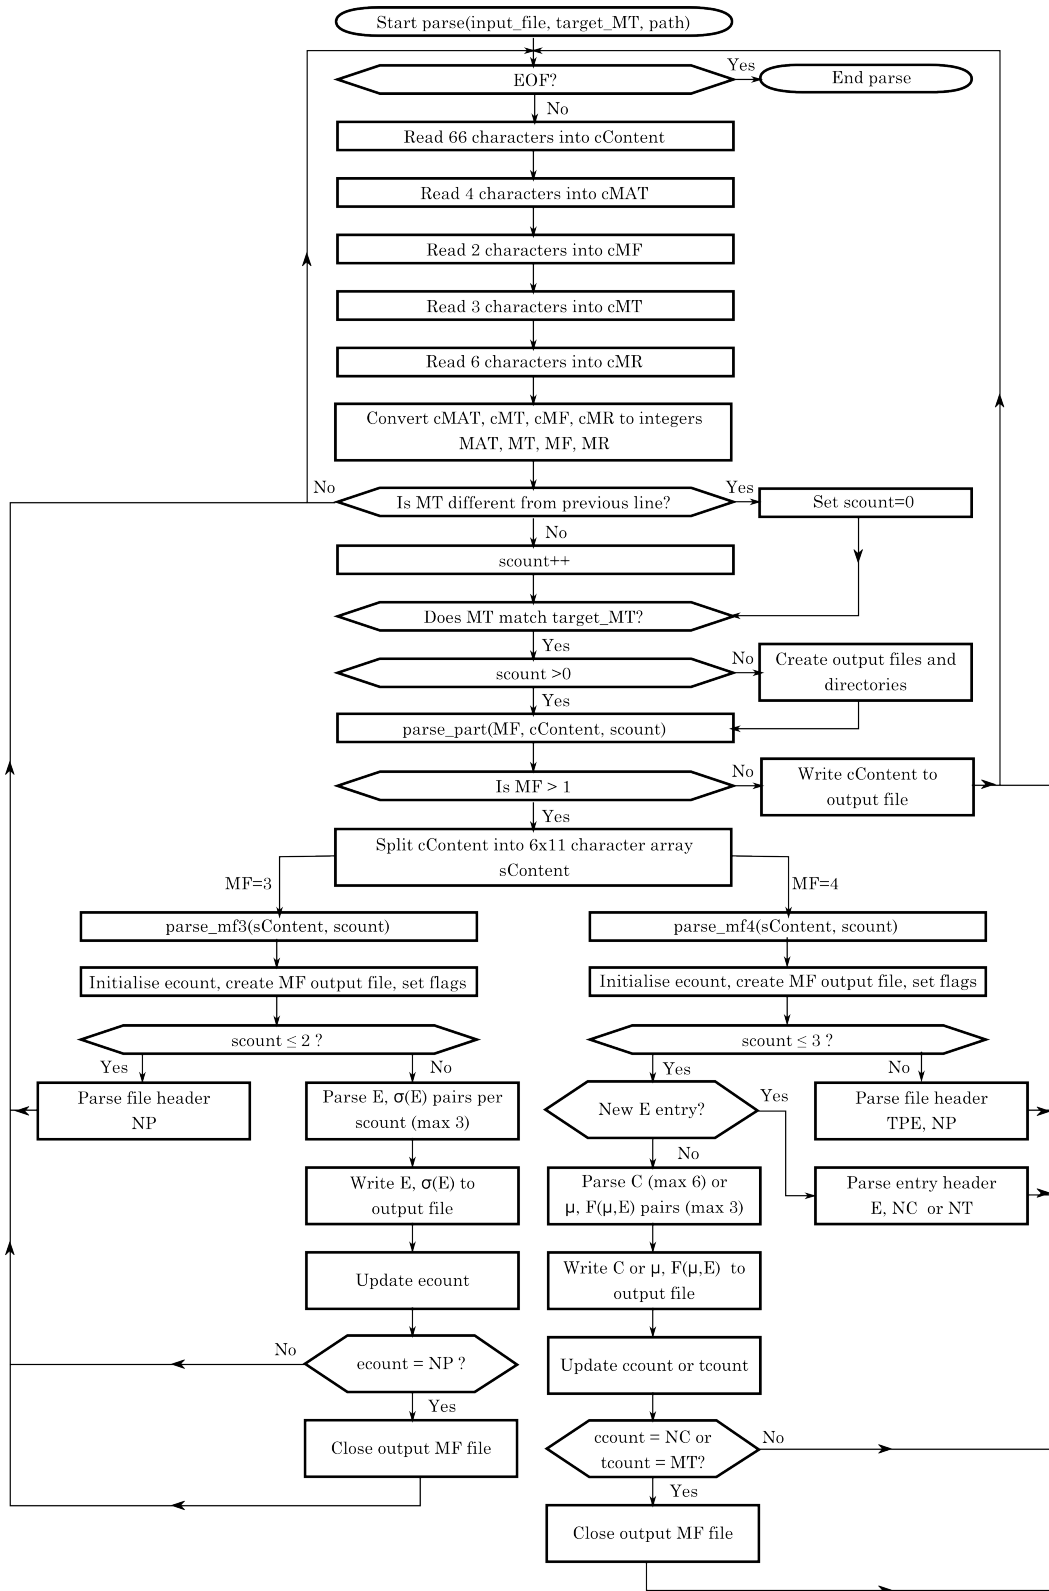 Start parse(input_file, target_MT, path)
EOF?
Yes
End parse
No
Read 66 characters into cContent
Read 4 characters into cMAT
Read 2 characters into cMF
Read 3 characters into cMT
Read 6 characters into cMR
Convert cMAT, cMT, cMF, cMR to integers
MAT, MT, MF, MR
No
Is MT different from previous line?
Yes
Set scount=0
No
scount++
Does MT match target_MT?
Yes
scount >0
No
Create output files and
directories
Yes
parse_part(MF, cContent, scount)
Is MF > 1
No
Write cContent to
output file
Yes
Split cContent into 6x11 character array
sContent
MF=3
MF=4
parse_mf3(sContent, scount)
Initialise ecount, create MF output file, set flags
scount ≤ 2 ?
Yes
No
Parse file header
NP
Parse E, σ(E) pairs per
scount (max 3)
Write E, σ(E) to
output file
Update ecount
No
ecount = NP ?
Yes
Close output MF file
parse_mf4(sContent, scount)
Initialise ecount, create MF output file, set flags
scount ≤ 3 ?
Yes
No
New E entry?
Yes
Parse file header
TPE, NP
No
Parse C (max 6) or
μ, F(μ,E) pairs (max 3)
Parse entry header
E, NC or NT
Write C or μ, F(μ,E) to
output file
Update ccount or tcount
ccount = NC or
tcount = MT?
No
Yes
Close output MF file